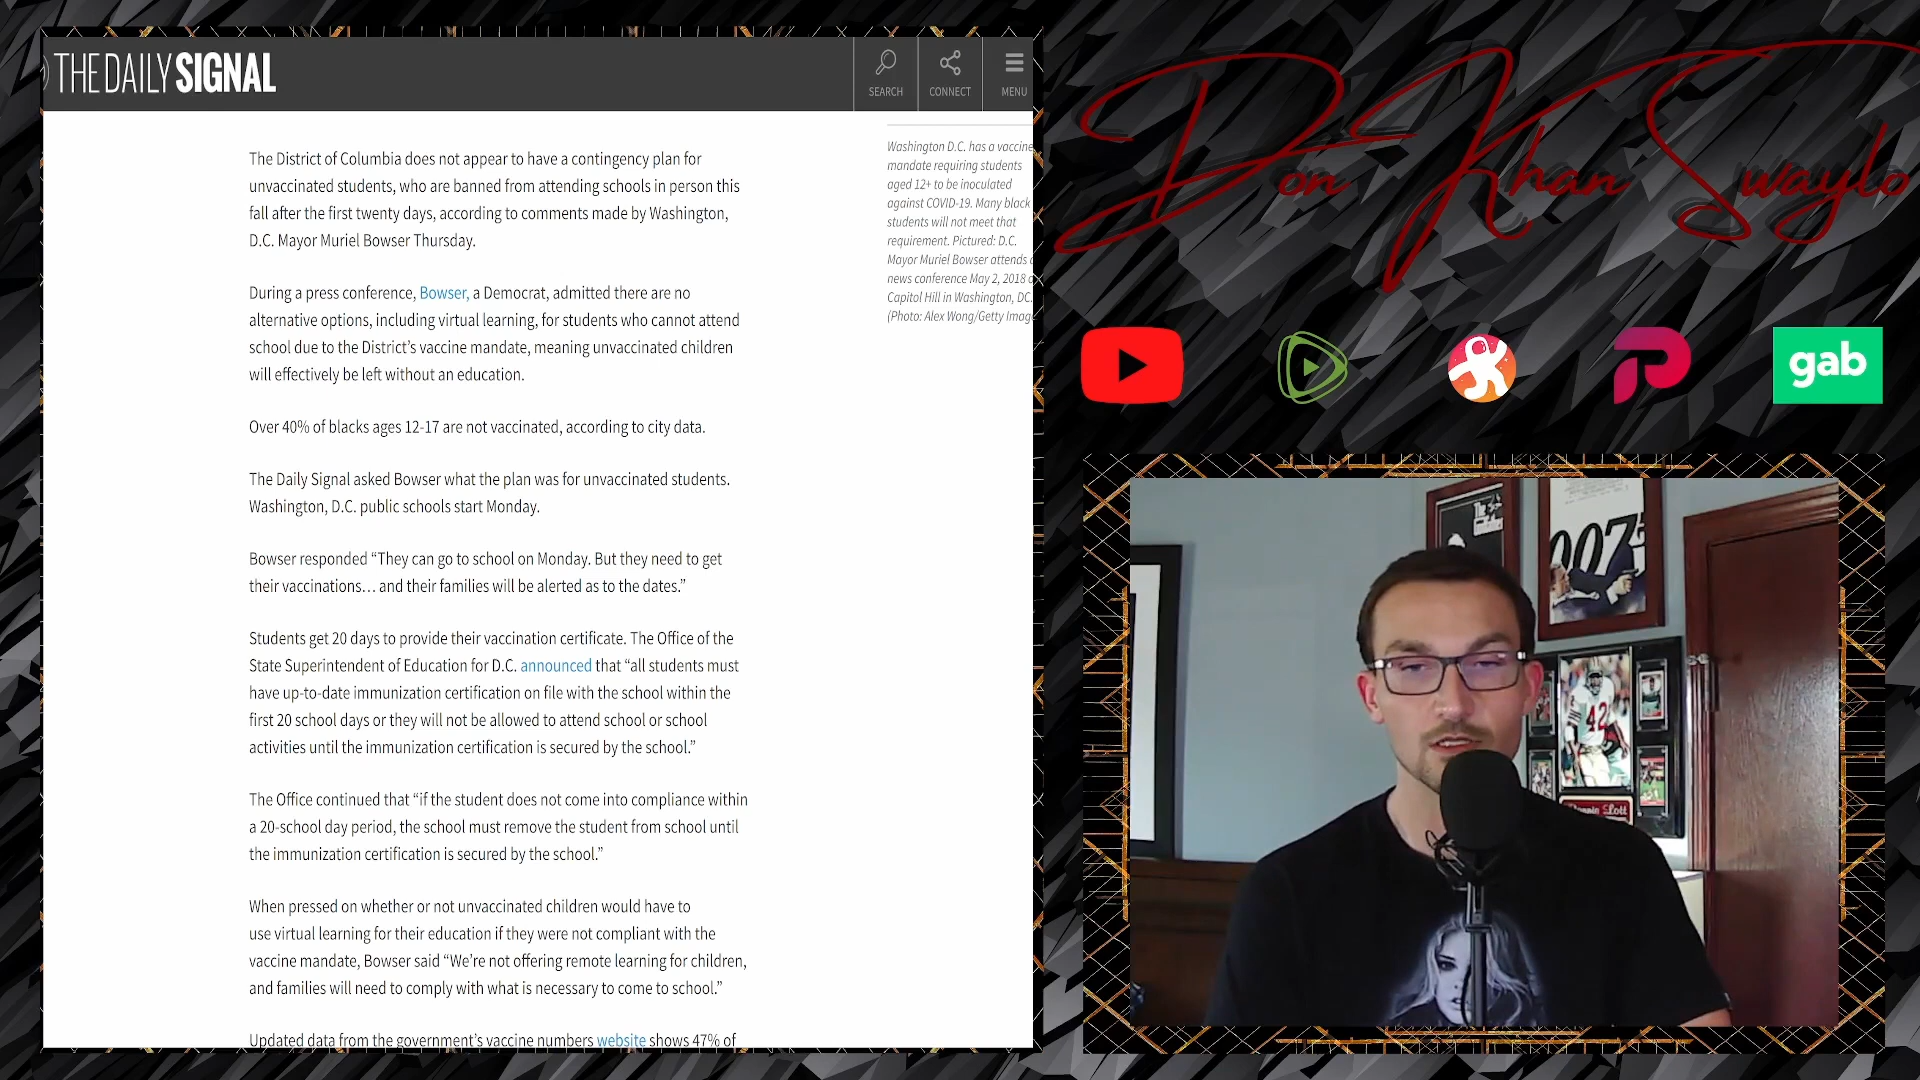 THE DAILY SIGNAL
SEARCH
CONNECT
MENU
The District of Columbia does not appear to have a contingency plan for
unvaccinated students, who are banned from attending schools in person this
fall after the first twenty days, according to comments made by Washington,
D.C. Mayor Muriel Bowser Thursday.
During a press conference, Bowser, a Democrat, admitted there are no
alternative options, including virtual learning, for students who cannot attend
school due to the District’s vaccine mandate, meaning unvaccinated children
will effectively be left without an education.
Over 40% of blacks ages 12-17 are not vaccinated, according to city data.
The Daily Signal asked Bowser what the plan was for unvaccinated students.
Washington, D.C. public schools start Monday.
Bowser responded “They can go to school on Monday. But they need to get
their vaccinations… and their families will be alerted as to the dates.”
Students get 20 days to provide their vaccination certificate. The Office of the
State Superintendent of Education for D.C. announced that “all students must
have up-to-date immunization certification on file with the school within the
first 20 school days or they will not be allowed to attend school or school
activities until the immunization certification is secured by the school.”
The Office continued that “if the student does not come into compliance within
a 20-school day period, the school must remove the student from school until
the immunization certification is secured by the school.”
When pressed on whether or not unvaccinated children would have to
use virtual learning for their education if they were not compliant with the
vaccine mandate, Bowser said “We’re not offering remote learning for children,
and families will need to comply with what is necessary to come to school.”
Updated data from the government’s vaccine numbers website shows 47% of
Washington D.C. has a vaccine
mandate requiring students
aged 12+ to be inoculated
against COVID-19. Many black
students will not meet that
requirement. Pictured: D.C.
Mayor Muriel Bowser attends
news conference May 2, 2018
Capitol Hill in Washington, DC.
(Photo: Alex Wong/Getty Imag
Don Khan Swaylo
gab
The
007
42
Lott